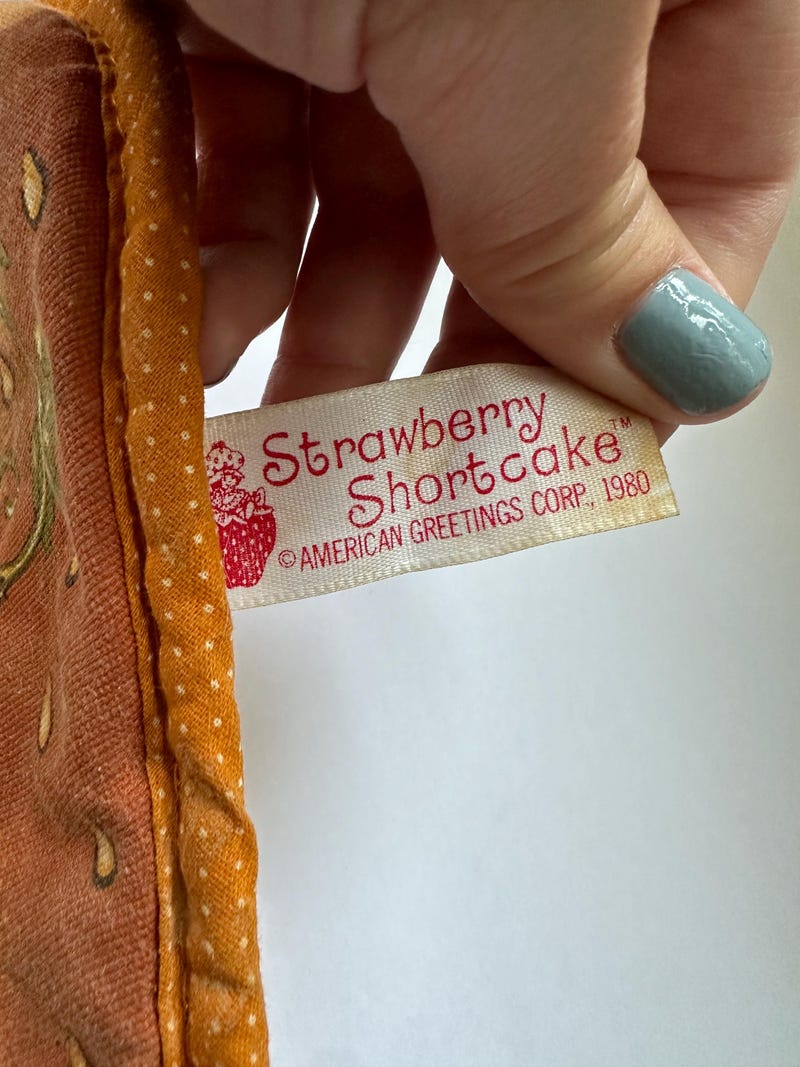 Strawberry
Shortcake™
©AMERICAN GREETINGS CORP., 1980